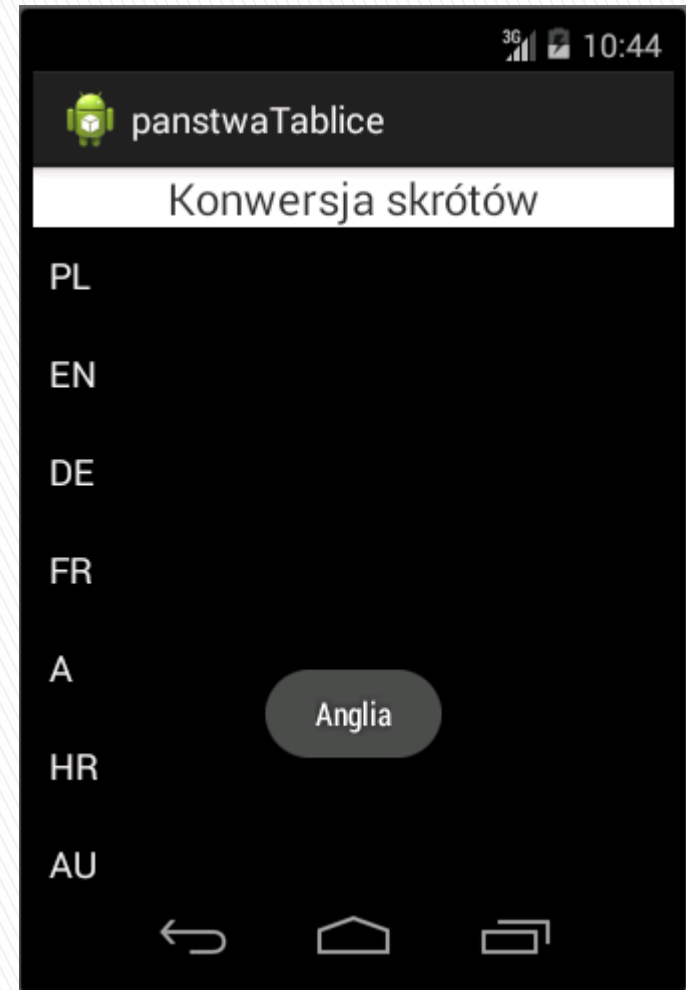 3G 10:44
panstwaTablice
Konwersja skrótów
PL
EN
DE
FR
A
Anglia
HR
AU